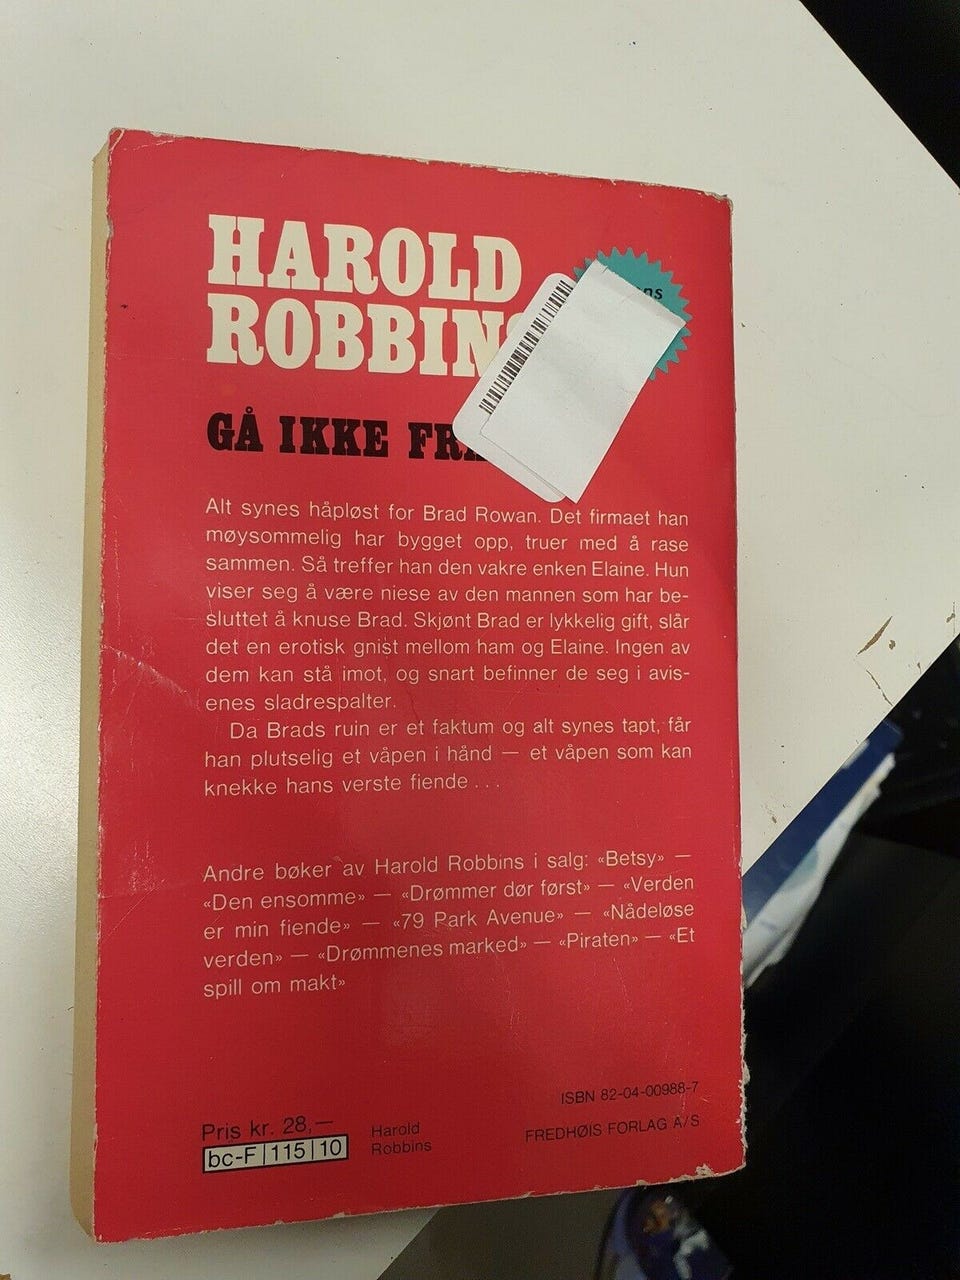 HAROLD
ROBBINS
GÅ IKKE
Alt synes håpløst for Brad Rowan. Det firmaet han
møysommelig har bygget opp, truer med å rase
sammen. Så treffer han den vakre enken Elaine. Hun
viser seg å være niese av den mannen som har be-
sluttet å knuse Brad. Skjønt Brad er lykkelig gift, slår
det en erotisk gnist mellom ham og Elaine. Ingen av
dem kan stå imot, og snart befinner de seg i avis-
enes sladrespalter.
Da Brads ruin er et faktum og alt synes tapt, får
han plutselig et våpen i hånd — et våpen som kan
knekke hans verste fiende . . .
Andre bøker av Harold Robbins i salg: «Betsy» —
«Den ensomme» — «Drømmer dør først» — «Verden
er min fiende» — «79 Park Avenue» — «Nådeløse
verden» — «Drømmenes marked» — «Piraten» — «Et
spill om makt»
ISBN 82-04-00988-7
Pris kr. 28,—
bc-F|115|10
Harold
Robbins
FREDHØIS FORLAG A/S